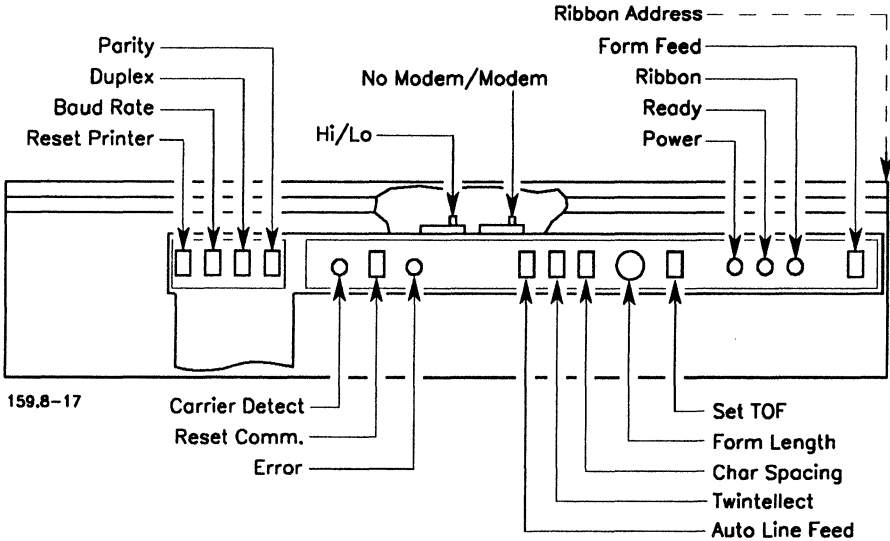 Ribbon Address
Parity
Form Feed
Duplex
No Modem/Modem
Ribbon
Baud Rate
Ready
Reset Printer
Hi/Lo
Power
159.8-17
Carrier Detect
Set TOF
Reset Comm.
Form Length
Error
Char Spacing
Twintellect
Auto Line Feed